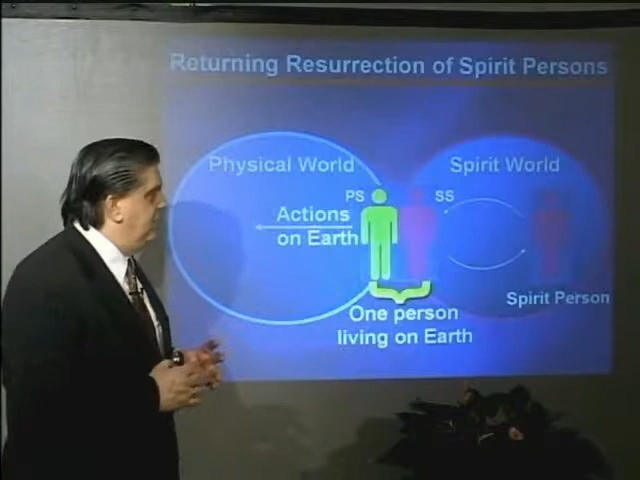 Returning Resurrection of Spirit Persons
Physical World
Spirit World
PS
SS
Actions
on Earth
Spirit Person
One person
living on Earth